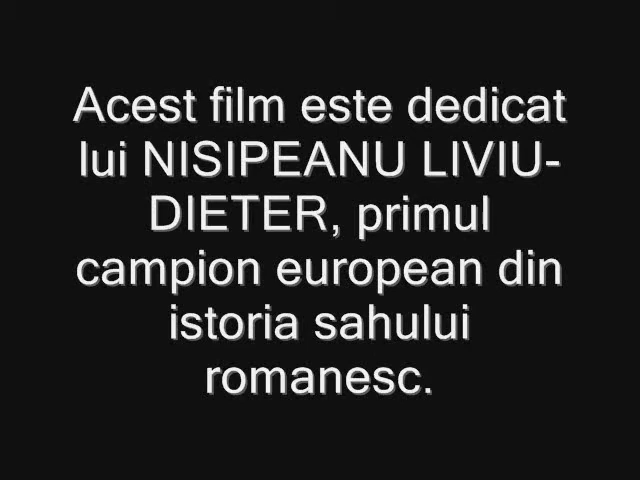 Acest film este dedicat
lui NISIPEANU LIVIU-
DIETER, primul
campion european din
istoria sahului
romanesc.